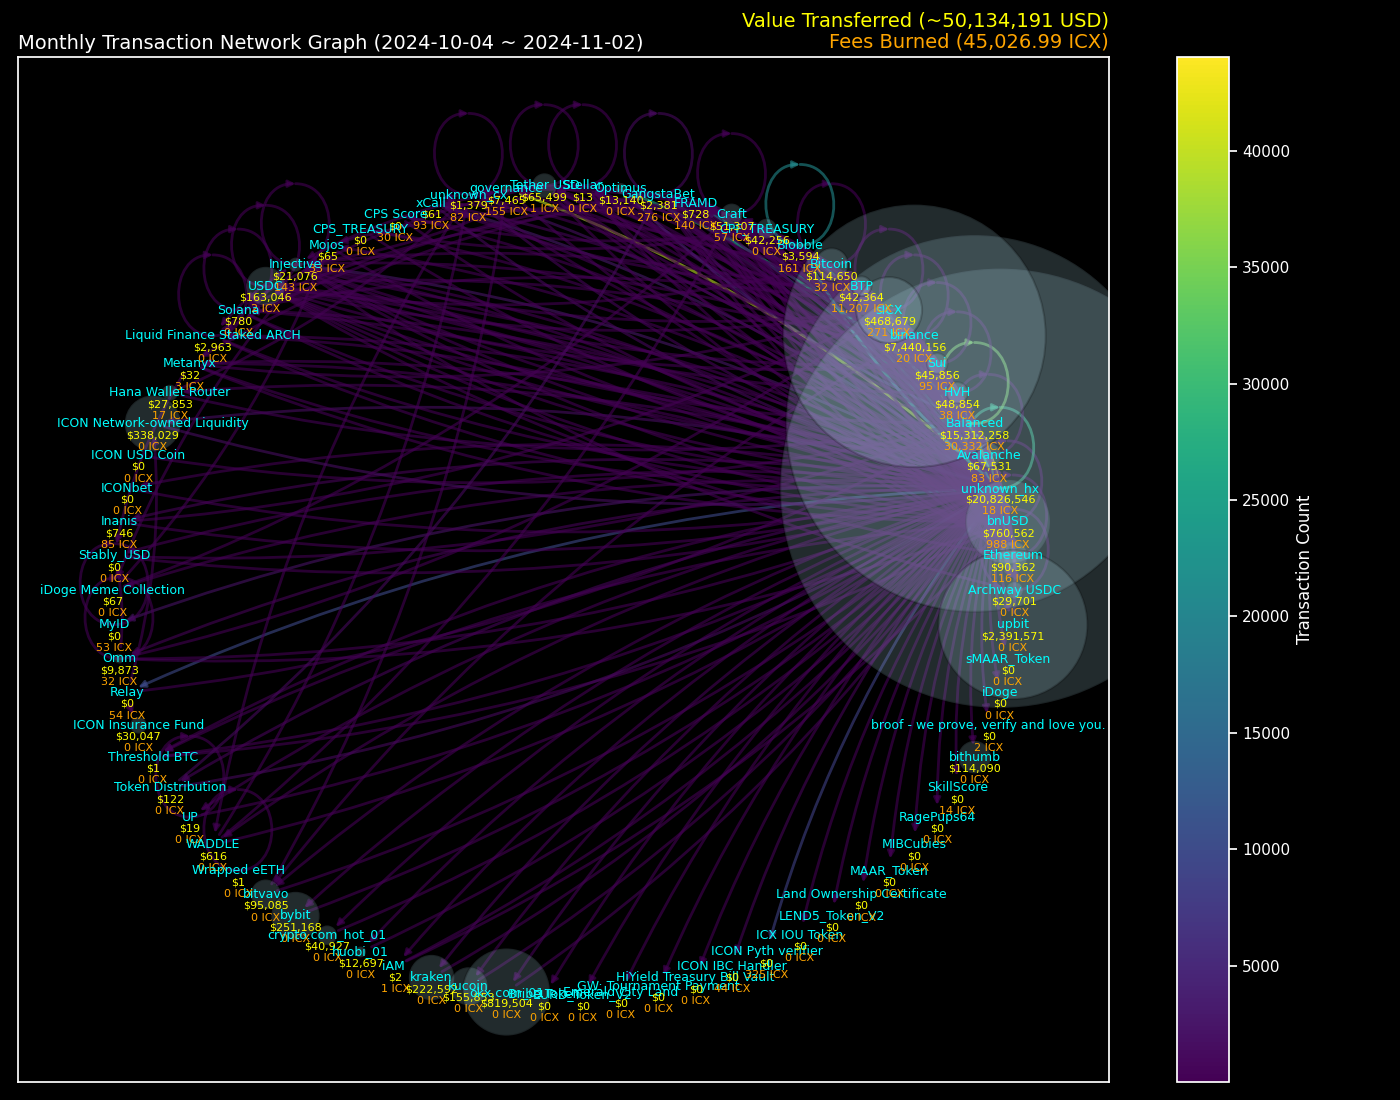 Value Transferred (~50,134,191 USD)
Monthly Transaction Network Graph (2024-10-04 ~ 2024-11-02)
Fees Burned (45,026.99 ICX)
governance
$7,465
155 ICX
Tether USD
$65,499
1 ICX
Stellar
$13
0 ICX
Optimus
$13,140
0 ICX
GangstaBet
$2,381
276 ICX
FRAMD
$728
140 ICX
Craft
$51,307
57 ICX
$42,256
0 ICX
Blobble
$3,594
161 ICX
Bitcoin
$114,650
32 ICX
BTP
$42,364
11,207 ICX
sICX
$468,679
271 ICX
binance
$7,440,156
20 ICX
Sui
$45,856
95 ICX
HVH
$48,854
38 ICX
Balanced
$15,312,258
30,332 ICX
Avalanche
$67,531
83 ICX
unknown_hx
$20,826,546
18 ICX
bnUSD
$760,562
988 ICX
Ethereum
$90,362
116 ICX
Archway USDC
$29,701
0 ICX
upbit
$2,391,571
0 ICX
sMAAR_Token
$0
0 ICX
iDoge
$0
0 ICX
broof - we prove, verify and love you.
$0
2 ICX
bithumb
$114,090
0 ICX
SkillScore
$0
14 ICX
RagePups64
$0
0 ICX
MIBCubies
$0
0 ICX
MAAR_Token
$0
0 ICX
Land Ownership Certificate
$0
LEND5_Token_V2
$0
0 ICX
ICX IOU Token
$0
0 ICX
ICON Pyth verifier
$0
ICON IBC Handler
$0
HiYield Treasury Bill Vault
$0
0 ICX
GW: Tournament Payment
$0
0 ICX
EmeraldCity Land
$0
0 ICX
$0
0 ICX
$0
0 ICX
$819,504
0 ICX
kucoin
0 ICX
kraken
$222,592
0 ICX
iAM
$2
1 ICX
huobi_01
$12,697
0 ICX
crypto.com_hot_01
$40,927
0 ICX
bybit
$251,168
0 ICX
bitvavo
$95,085
0 ICX
Wrapped eETH
$1
0 ICX
WADDLE
$616
0 ICX
UP
$19
0 ICX
Token Distribution
$122
0 ICX
Threshold BTC
$1
0 ICX
ICON Insurance Fund
$30,047
0 ICX
Relay
$0
54 ICX
Omm
$9,873
32 ICX
MyID
$0
53 ICX
iDoge Meme Collection
$67
0 ICX
Stably_USD
$0
0 ICX
Inanis
$746
85 ICX
ICONbet
$0
0 ICX
ICON USD Coin
$0
0 ICX
ICON Network-owned Liquidity
$338,029
0 ICX
Hana Wallet Router
$27,853
17 ICX
Metanyx
$32
3 ICX
Liquid Finance Staked ARCH
$2,963
0 ICX
Solana
$780
USDC
$163,046
2 ICX
Injective
$21,076
143 ICX
Mojos
$65
CPS_TREASURY
$0
0 ICX
CPS Score
$0
30 ICX
xCall
$61
93 ICX
unknown_cx
$1,379
82 ICX
40000
35000
30000
25000
20000
15000
10000
5000
Transaction Count